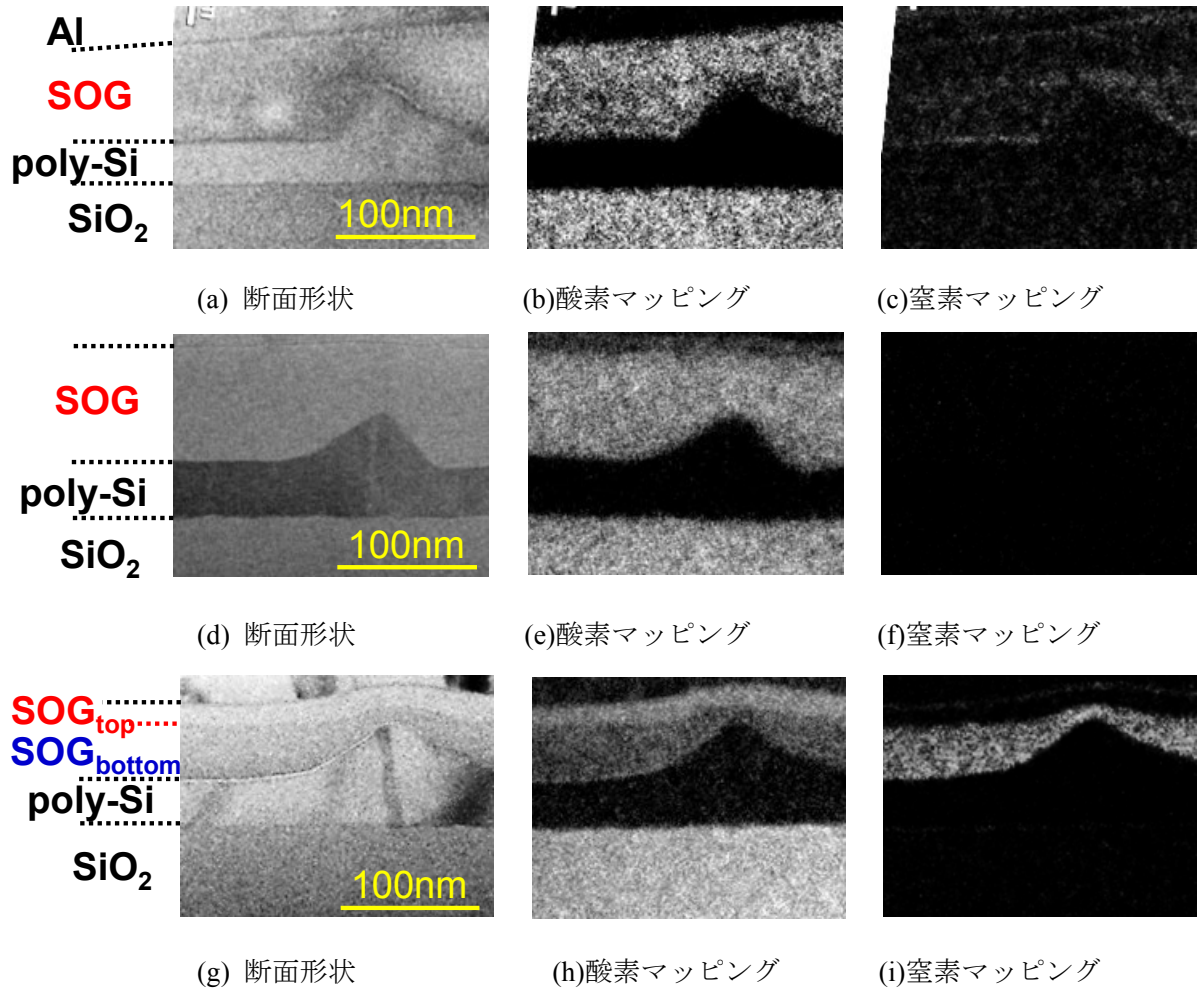 Al
SOG
poly-Si
SiO₂
100nm
(a) 断面形状
(b)酸素マッピング
(c)窒素マッピング
SOG
poly-Si
SiO₂
100nm
(d) 断面形状
(e)酸素マッピング
(f)窒素マッピング
SOGtop
SOGbottom
poly-Si
SiO₂
100nm
(g) 断面形状
(h)酸素マッピング
(i)窒素マッピング